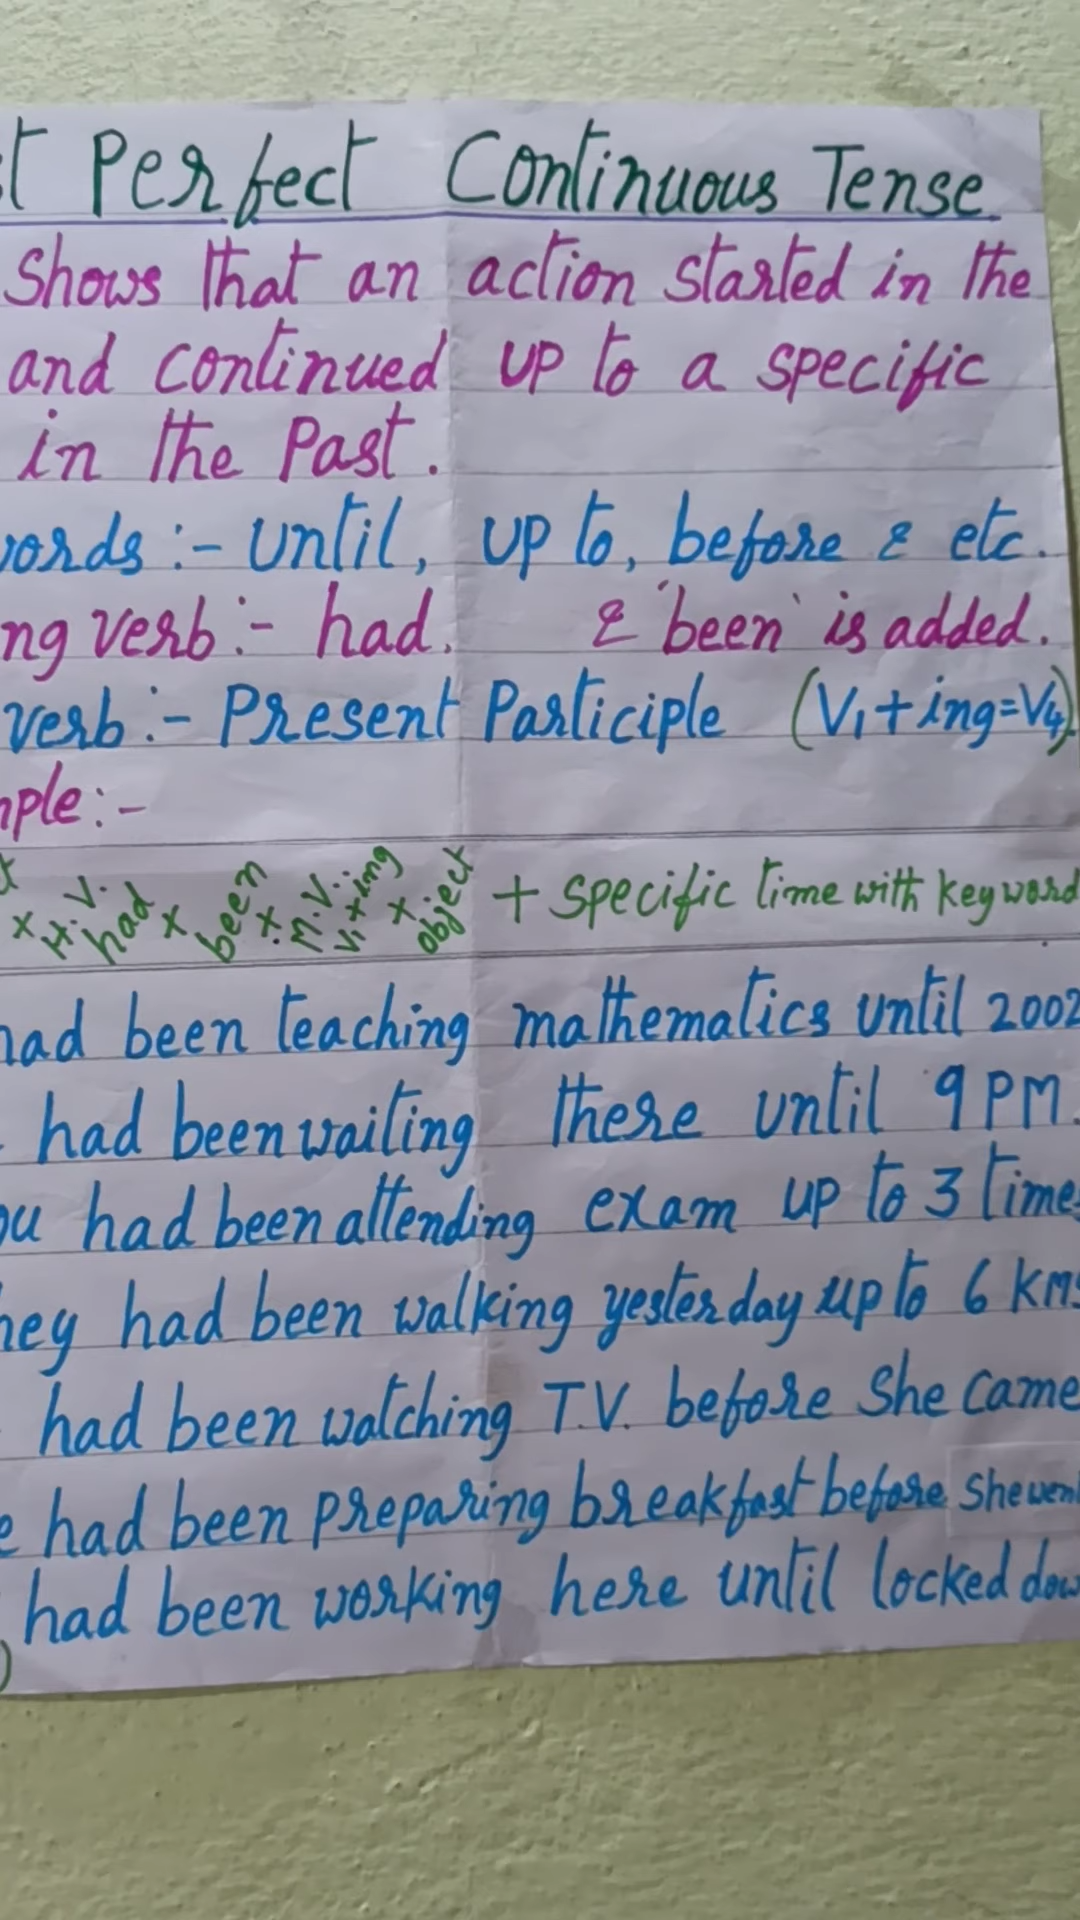 t Perfect Continuous Tense
Shows that an action started in the
and continued up to a specific
in the Past.
words :- until, up to, before & etc.
ng verb :- had. & 'been' is added.
verb :- Present Participle (V1+ing=V4)
mple :-
t x H.V. had x been x m.V. V1 x ing x object + specific time with keyword
had been teaching mathematics until 2002
had been waiting there until 9 PM.
ou had been attending exam up to 3 times
hey had been walking yesterday up to 6 kms
had been watching T.V. before she came
e had been preparing breakfast before she went
had been working here until locked dow